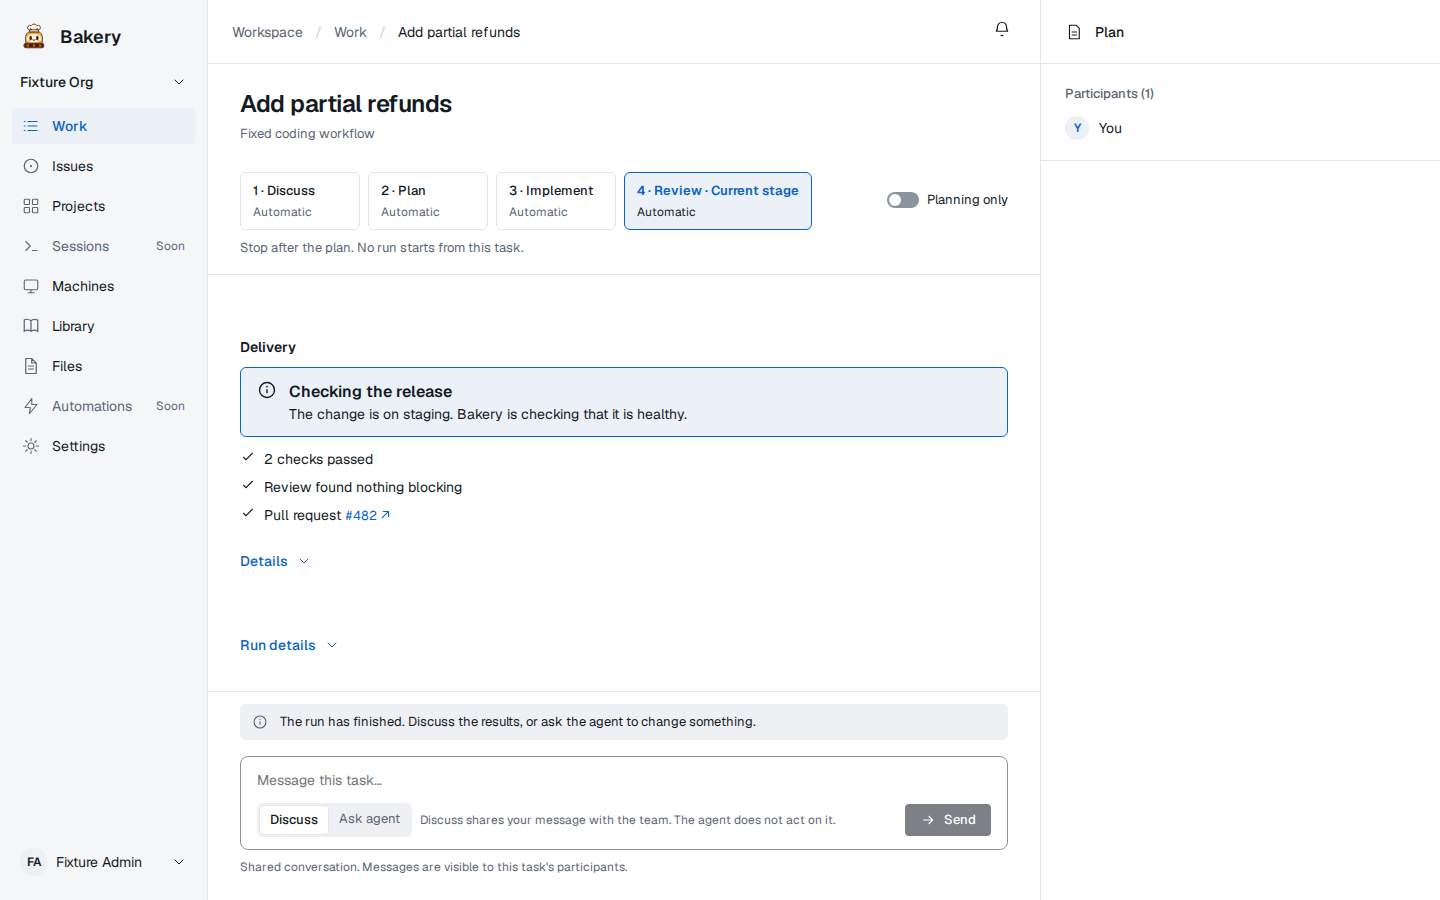 Bakery
Fixture Org
Work
Issues
Projects
Sessions Soon
Machines
Library
Files
Automations Soon
Settings
FA Fixture Admin
Workspace / Work / Add partial refunds
Add partial refunds
Fixed coding workflow
1 · Discuss
Automatic
2 · Plan
Automatic
3 · Implement
Automatic
4 · Review · Current stage
Automatic
Planning only
Stop after the plan. No run starts from this task.
Delivery
Checking the release
The change is on staging. Bakery is checking that it is healthy.
2 checks passed
Review found nothing blocking
Pull request #482
Details
Run details
The run has finished. Discuss the results, or ask the agent to change something.
Message this task...
Discuss Ask agent Discuss shares your message with the team. The agent does not act on it. Send
Shared conversation. Messages are visible to this task's participants.
Plan
Participants (1)
Y You